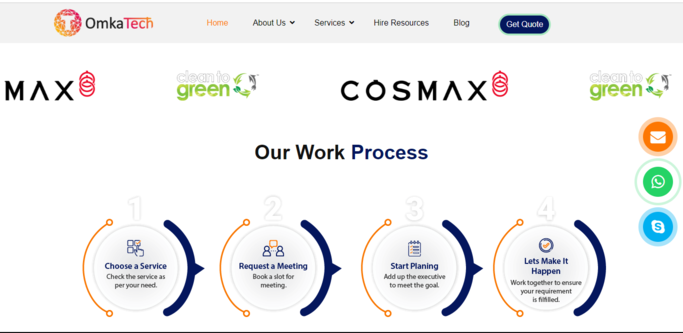 OmkaTech
Home
About Us
Services
Hire Resources
Blog
Get Quote
MAX
clean to
green
COSMAX
clean to
green
Our Work Process
1
2
3
4
Choose a Service
Check the service as
per your need.
Request a Meeting
Book a slot for
meeting.
Start Planing
Add up the executive
to meet the goal.
Lets Make It
Happen
Work together to ensure
your requirement
is filfilled.